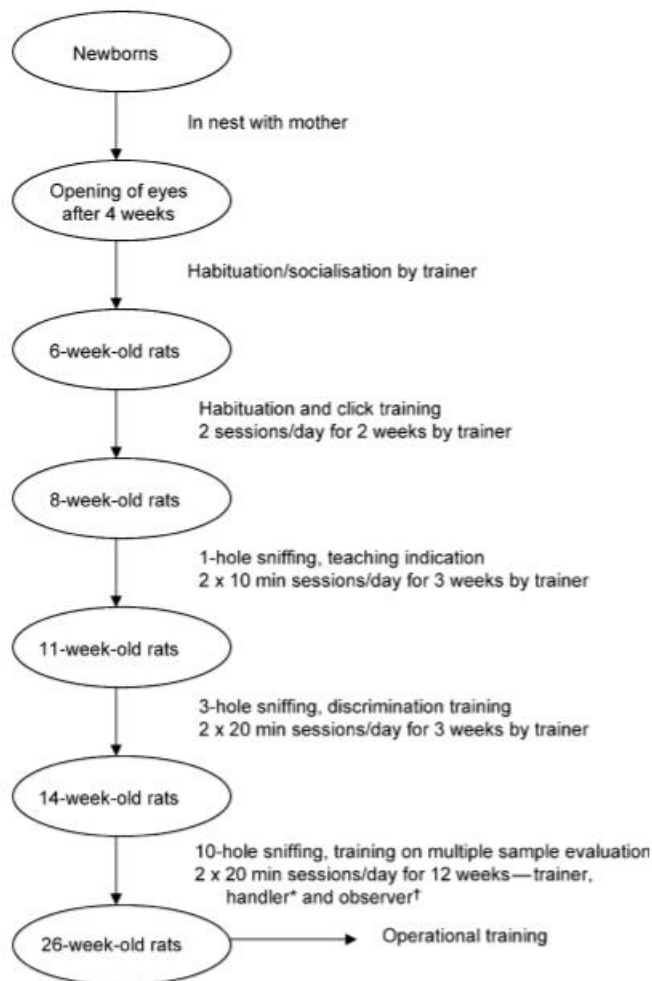 Newborns
In nest with mother
Opening of eyes
after 4 weeks
Habituation/socialisation by trainer
6-week-old rats
Habituation and click training
2 sessions/day for 2 weeks by trainer
8-week-old rats
1-hole sniffing, teaching indication
2 x 10 min sessions/day for 3 weeks by trainer
11-week-old rats
3-hole sniffing, discrimination training
2 x 20 min sessions/day for 3 weeks by trainer
14-week-old rats
10-hole sniffing, training on multiple sample evaluation
2 x 20 min sessions/day for 12 weeks—trainer,
handler* and observer†
26-week-old rats
Operational training